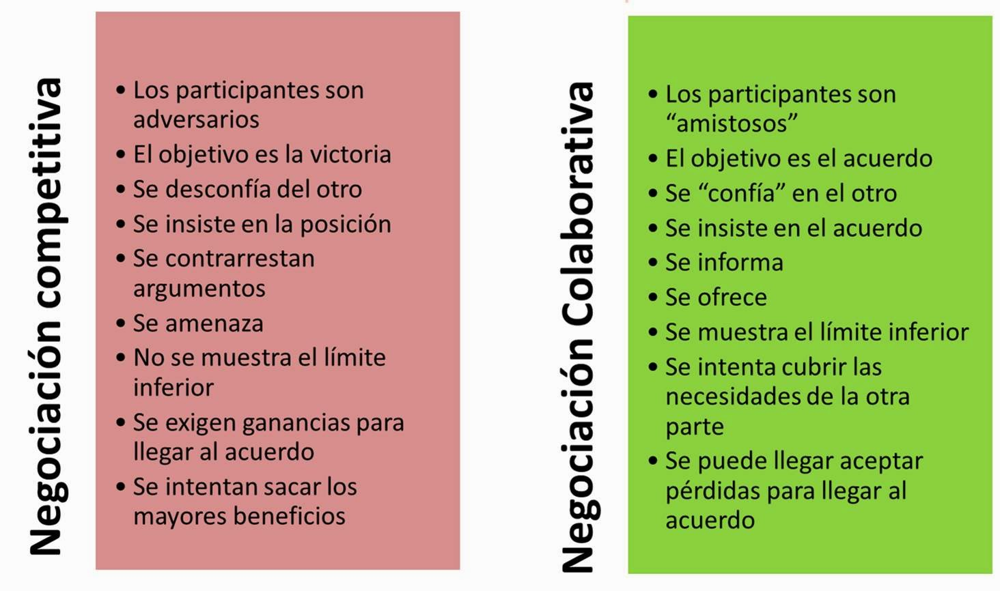 Negociación competitiva
• Los participantes son
adversarios
• El objetivo es la victoria
• Se desconfía del otro
• Se insiste en la posición
• Se contrarrestan
argumentos
• Se amenaza
• No se muestra el límite
inferior
• Se exigen ganancias para
llegar al acuerdo
• Se intentan sacar los
mayores beneficios
Negociación Colaborativa
• Los participantes son
“amistosos”
• El objetivo es el acuerdo
• Se “confía” en el otro
• Se insiste en el acuerdo
• Se informa
• Se ofrece
• Se muestra el límite inferior
• Se intenta cubrir las
necesidades de la otra
parte
• Se puede llegar aceptar
pérdidas para llegar al
acuerdo